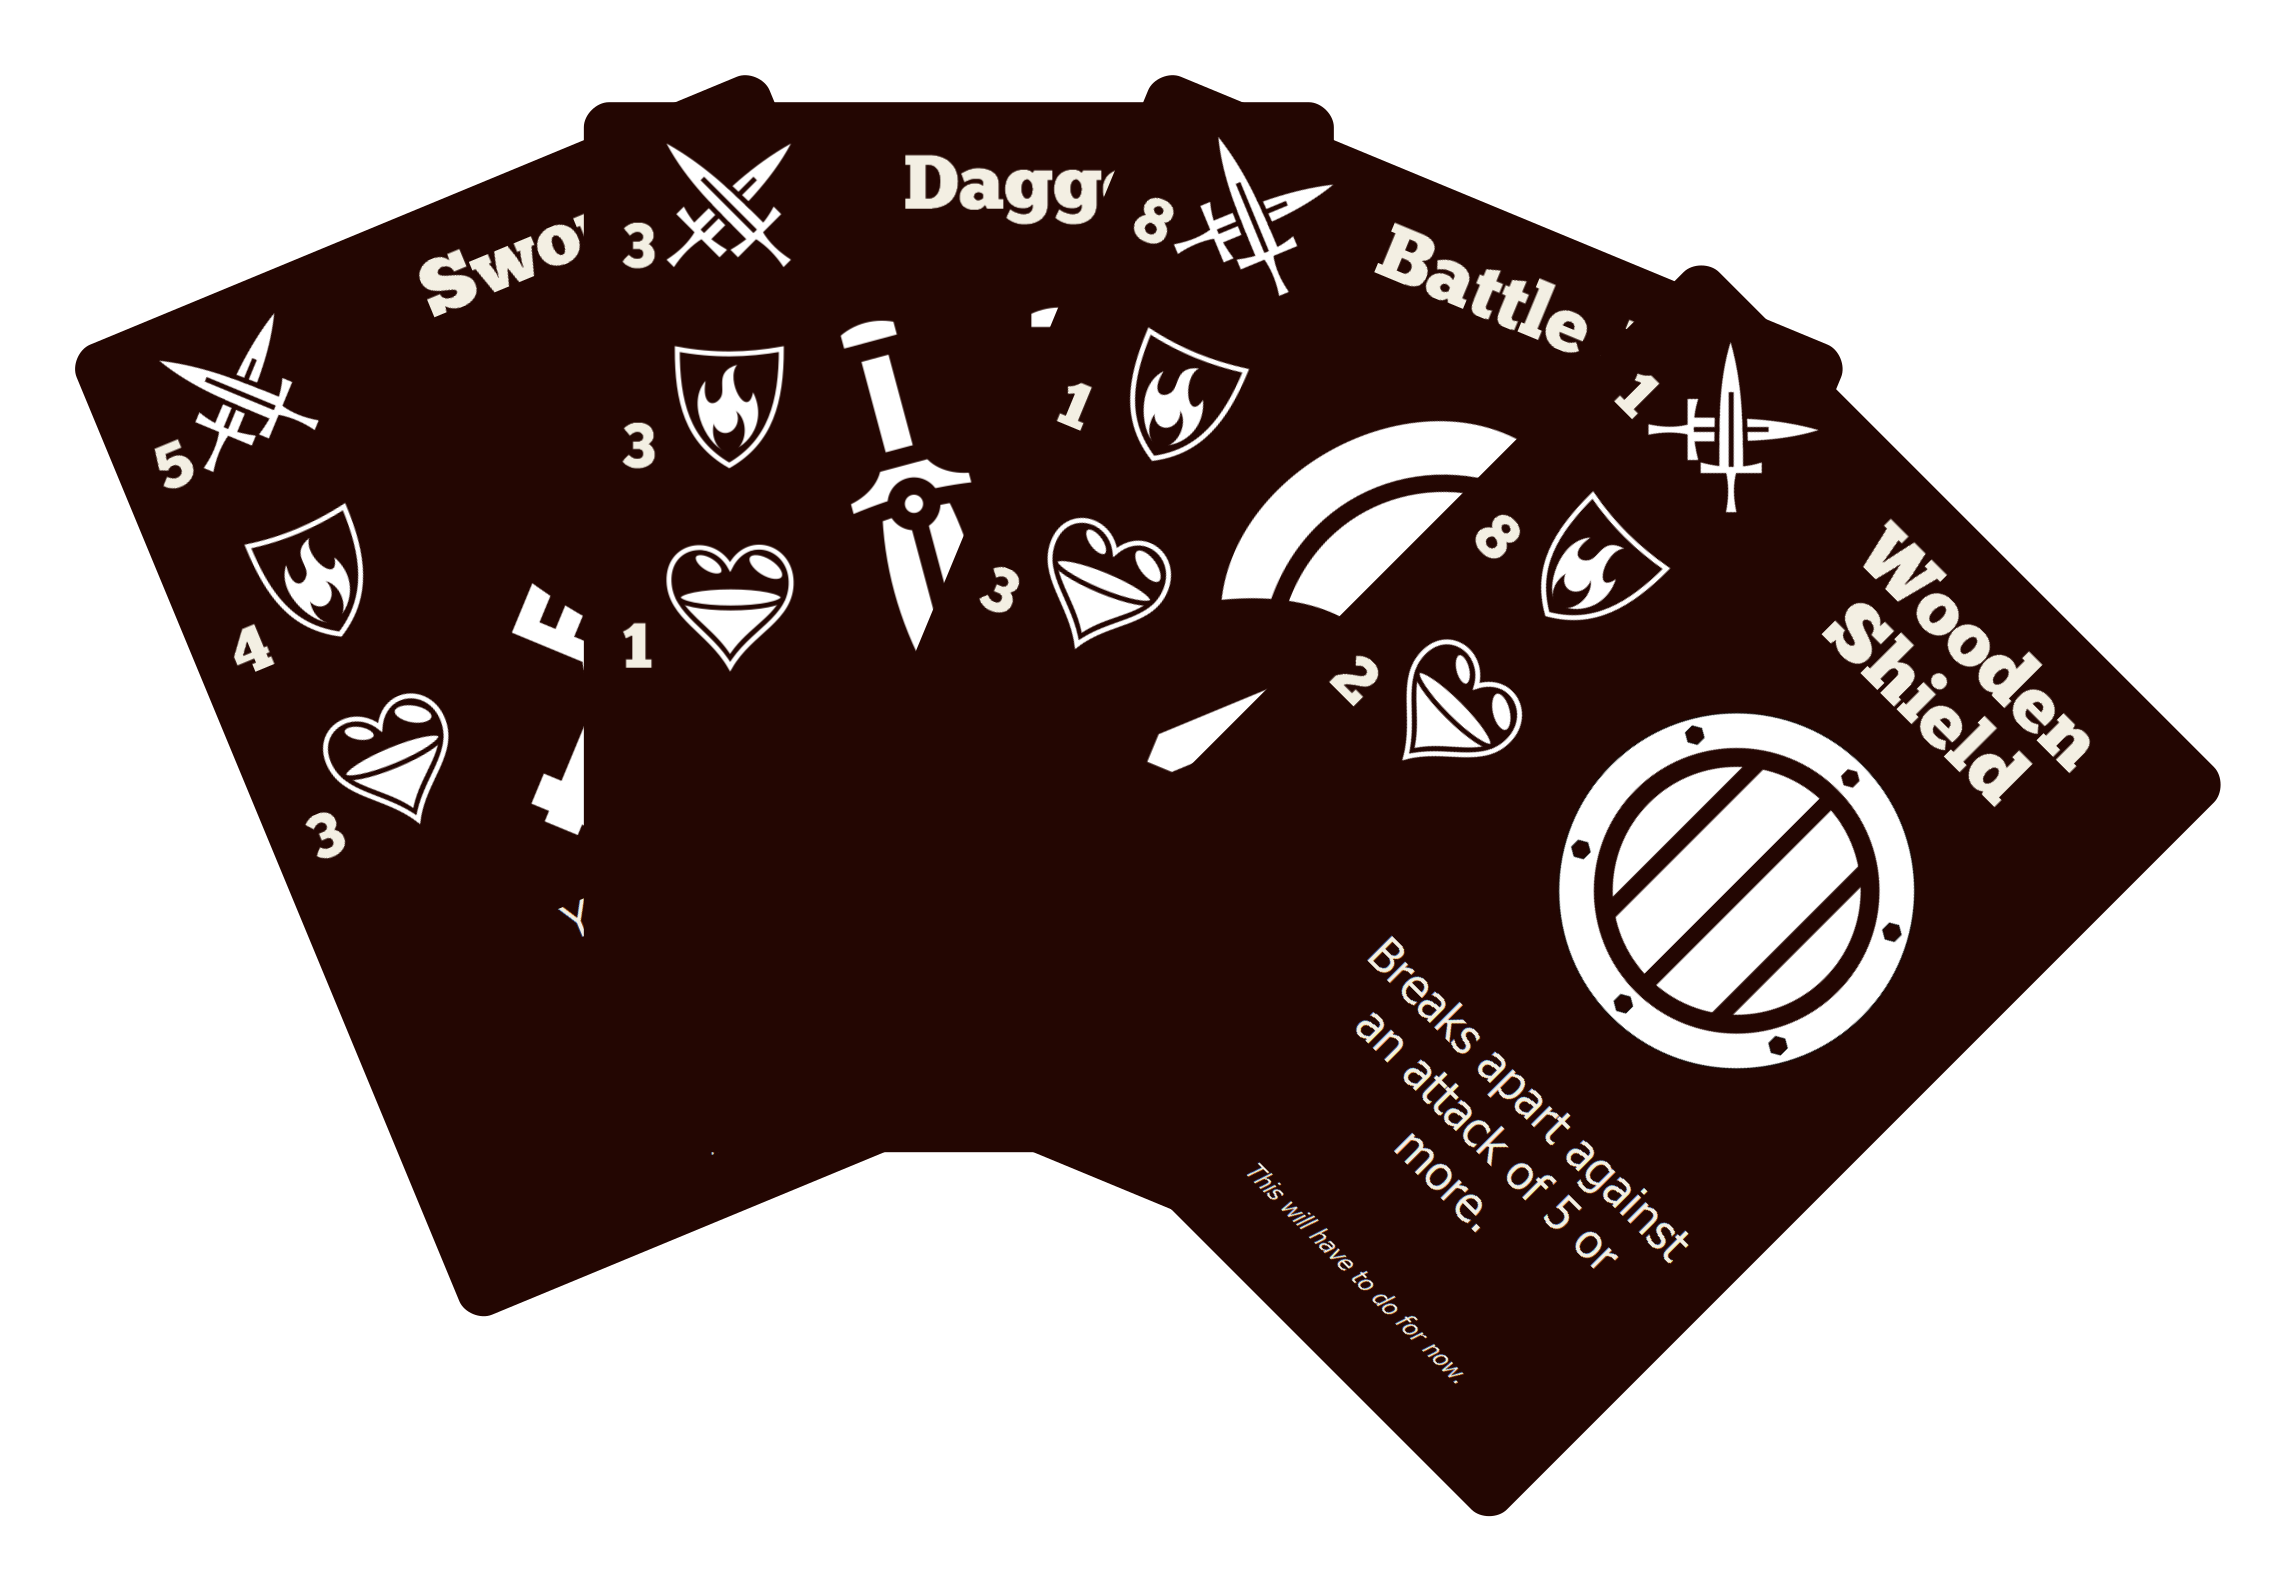 Swo
5
4
3
Y
Dagg
3
3
1
Battle
8
1
3
Wooden
Shield
1
8
2
Breaks apart against
an attack of 5 or
more.
This will have to do for now.